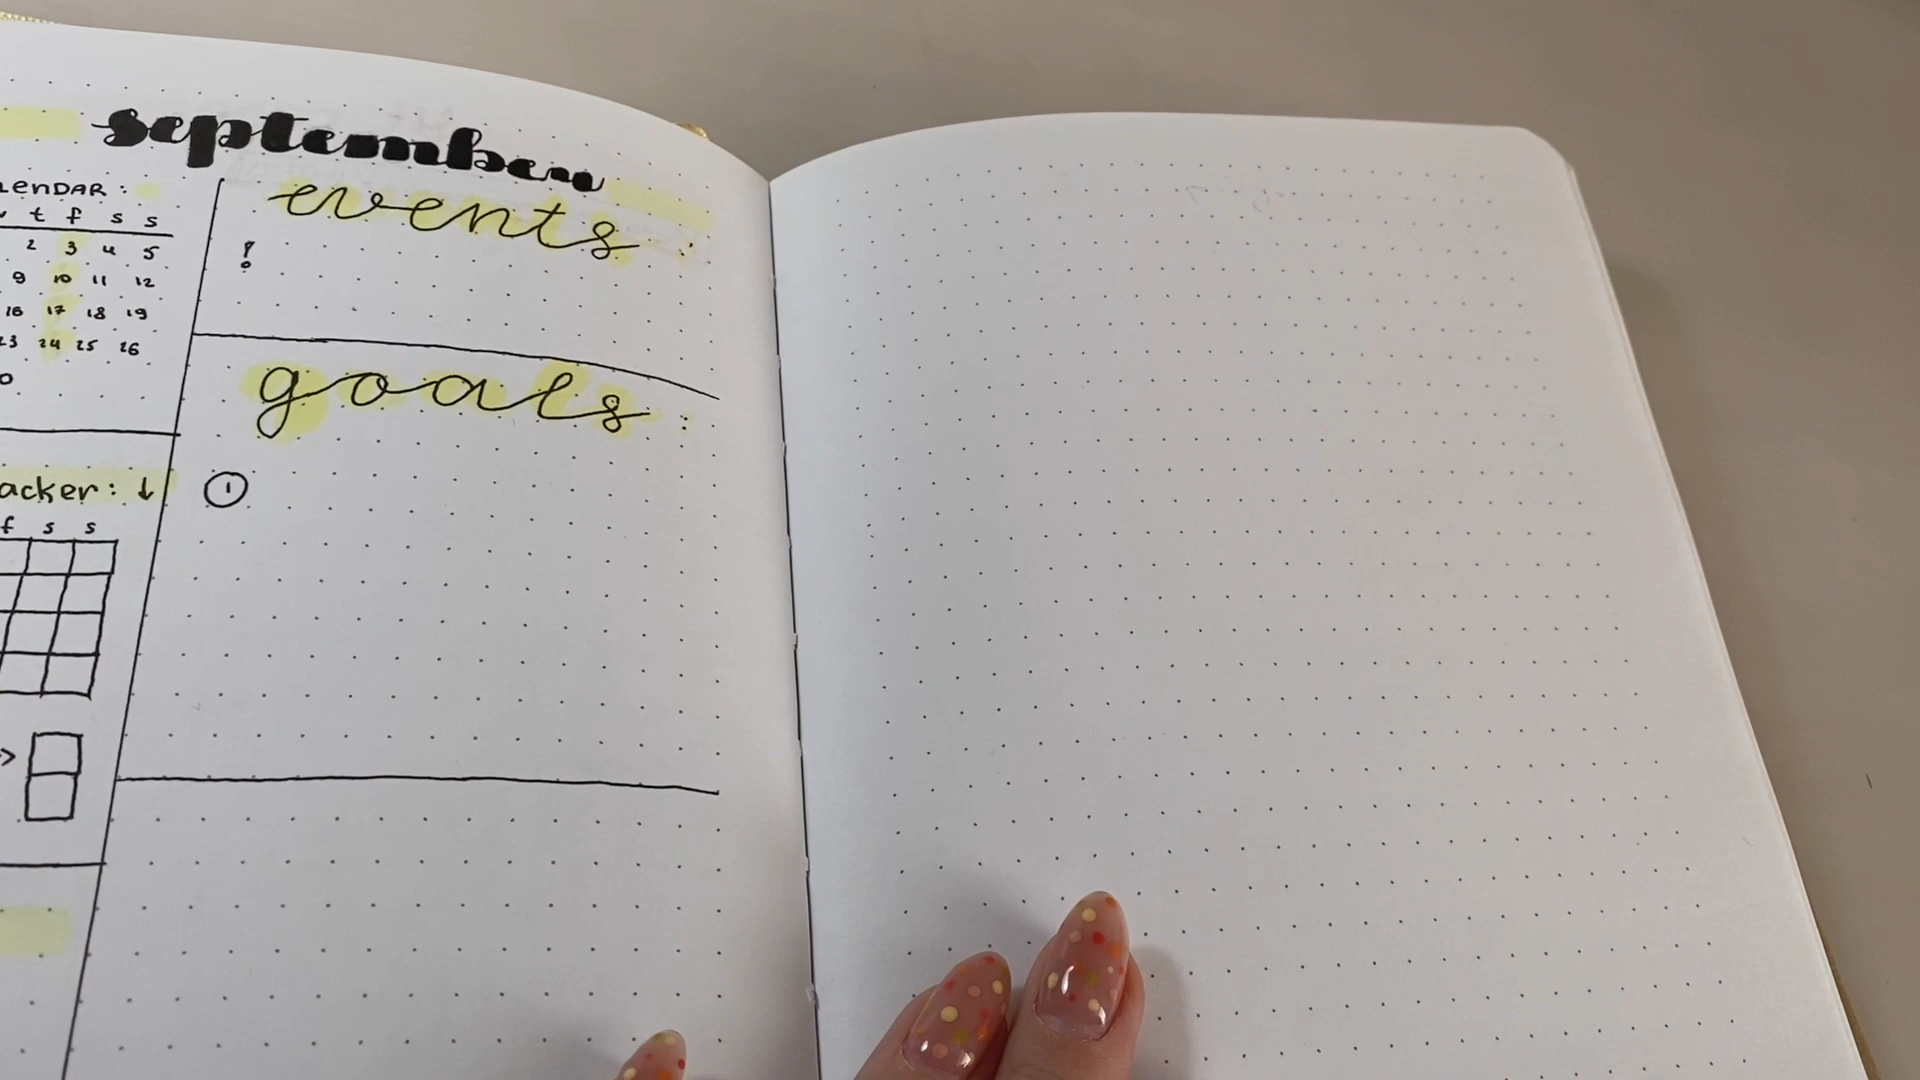 september
lenDAR:
t f s s
2 3 4 5
9 10 11 12
16 17 18 19
23 24 25 26
0
events:
!
goals:
1
acker: ↓
f s s